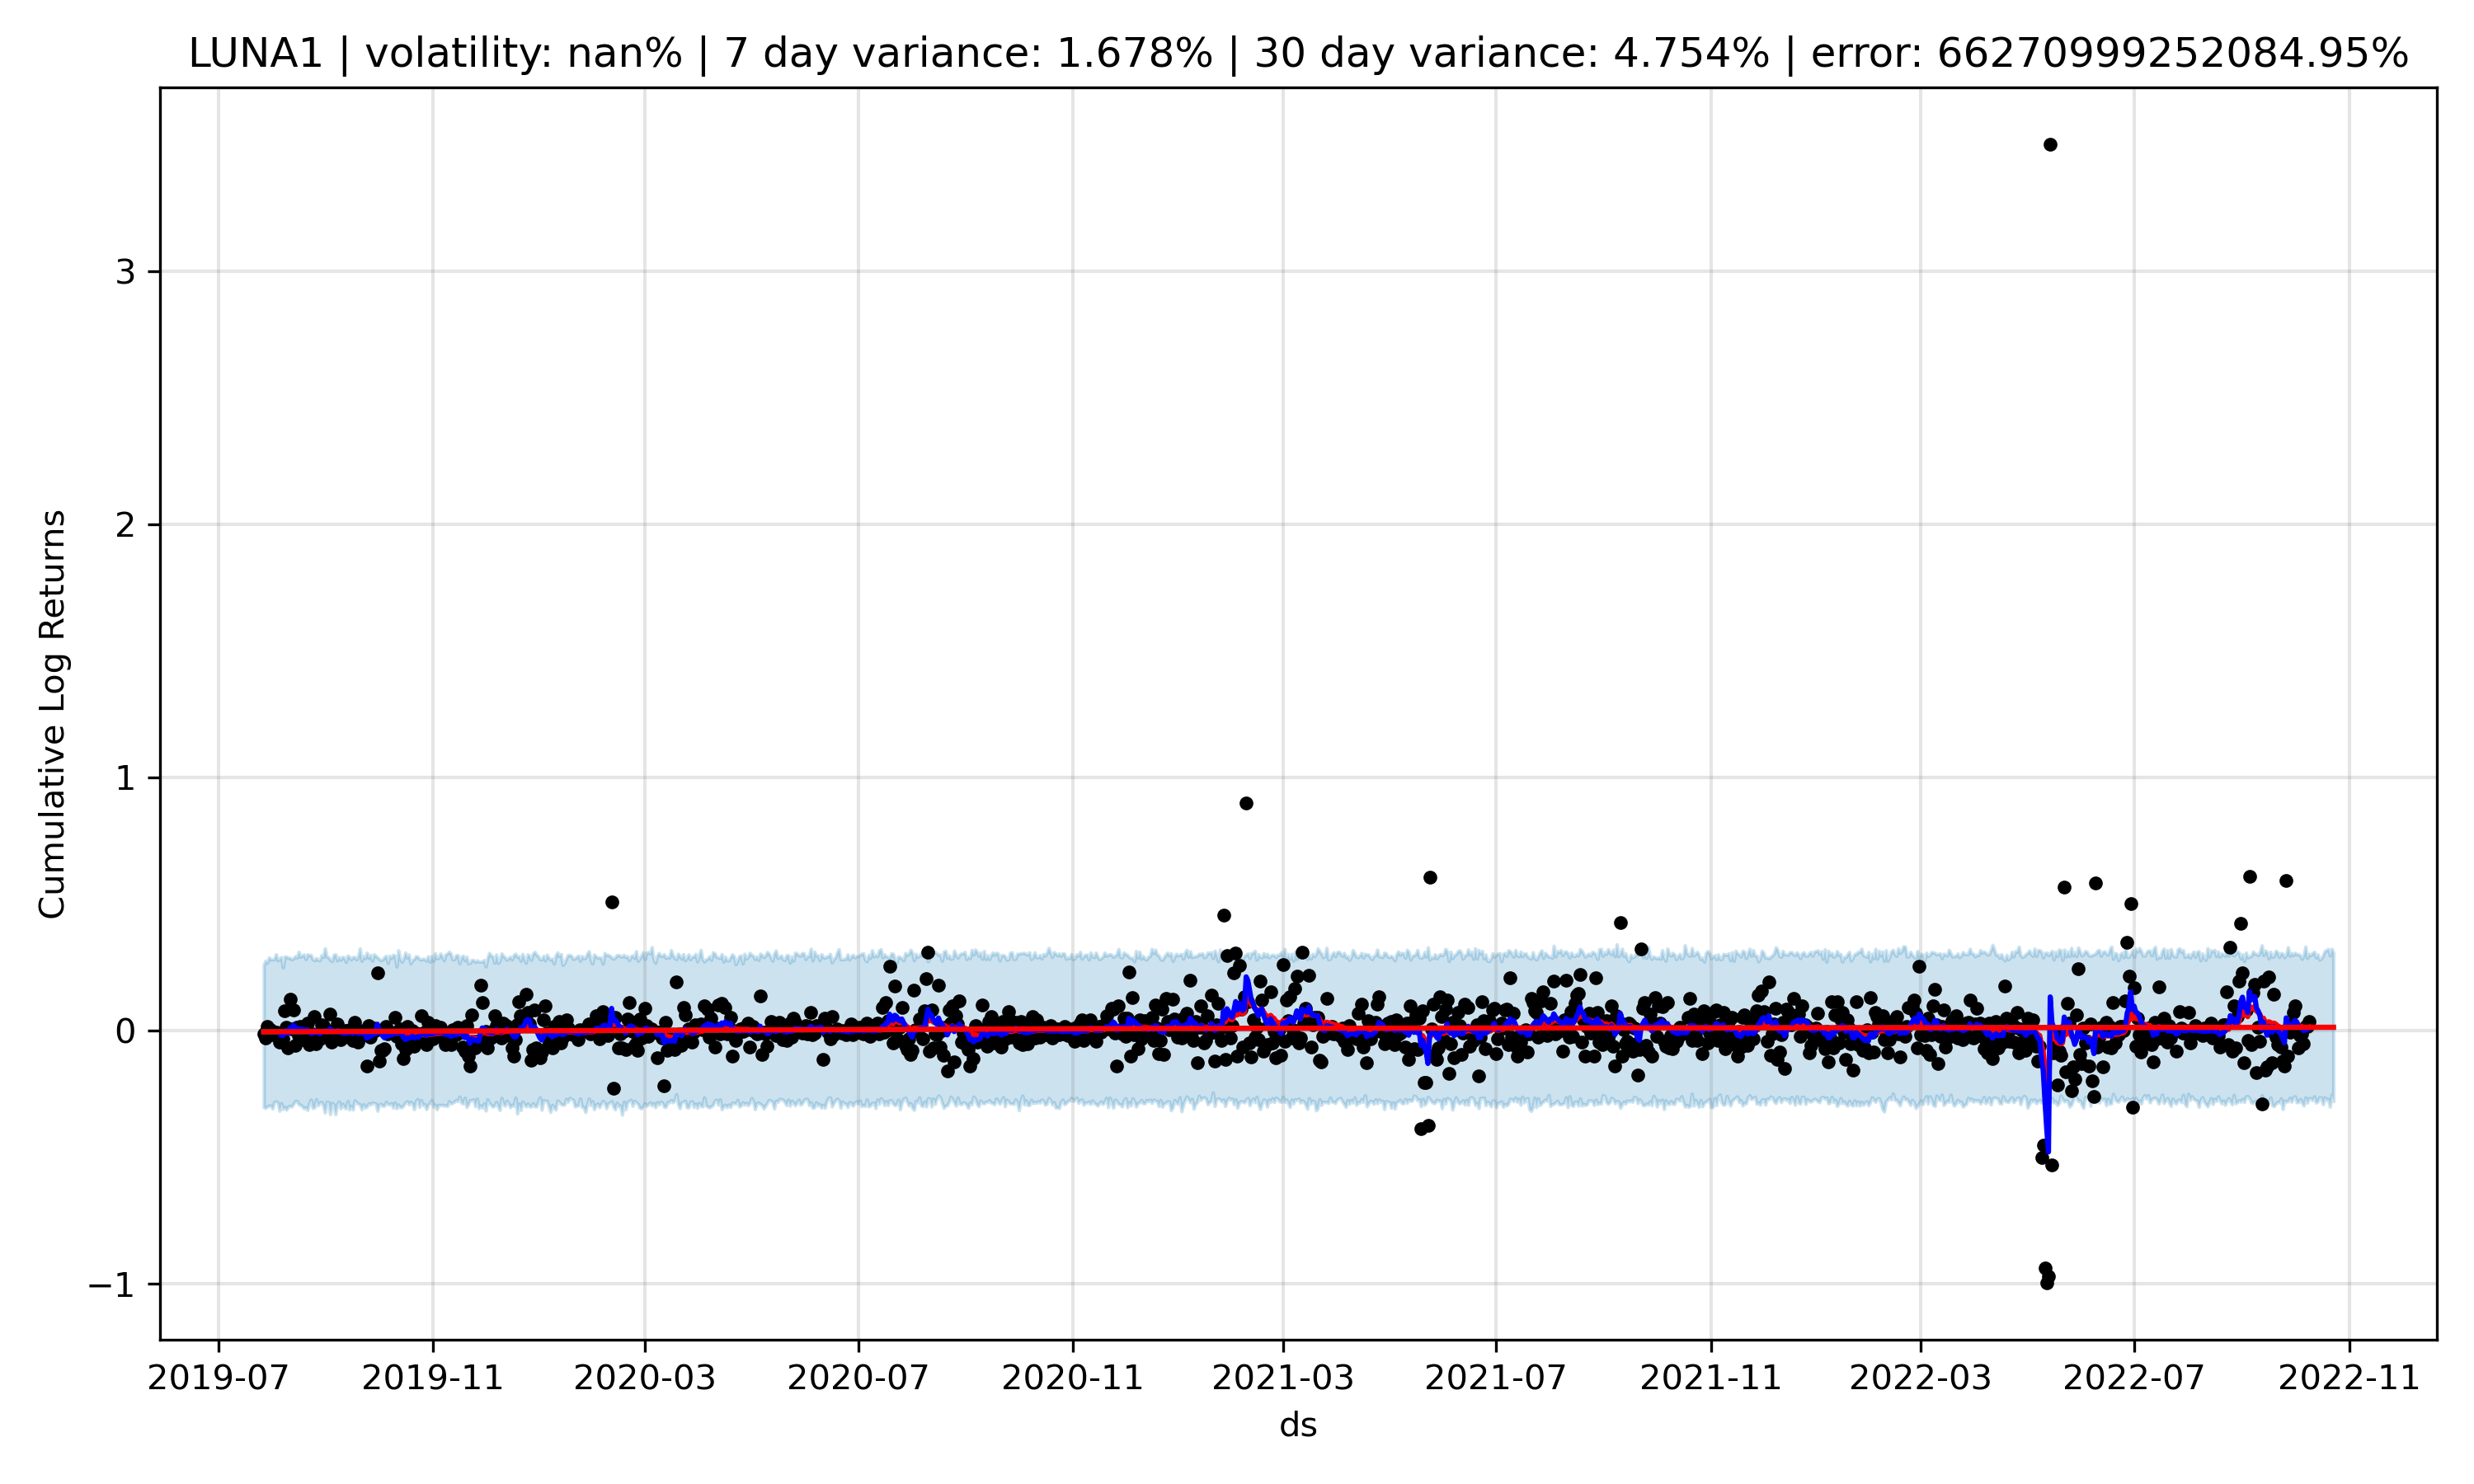 LUNA1 | volatility: nan% | 7 day variance: 1.678% | 30 day variance: 4.754% | error: 66270999252084.95%
Cumulative Log Returns
3
2
1
0
−1
2019-07 2019-11 2020-03 2020-07 2020-11 2021-03 2021-07 2021-11 2022-03 2022-07 2022-11
ds